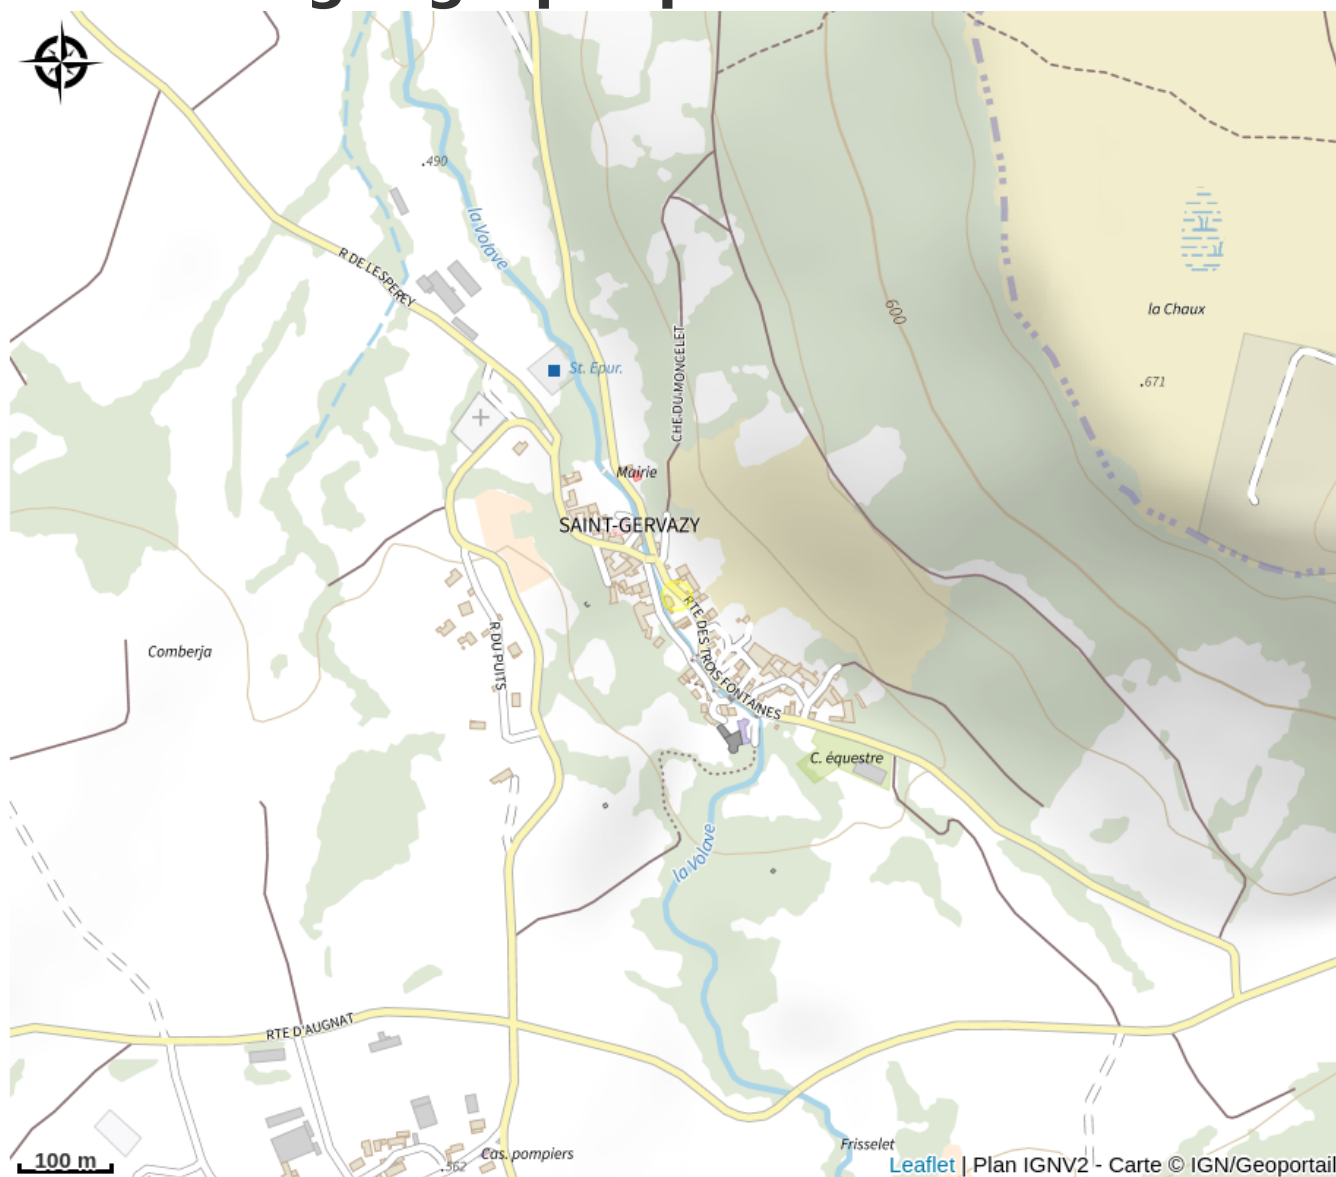 .490
la Volave
R DE LESPEREY
600
la Chaux
.671
CHE DU MONCELET
St. Epur.
Mairie
SAINT-GERVAZY
RTE DES TROIS FONTAINES
R DU PUITS
Comberja
C. équestre
la Volave
RTE D'AUGNAT
Frisselet
Cas. pompiers
.562
100 m
Leaflet | Plan IGNV2 - Carte © IGN/Geoportail